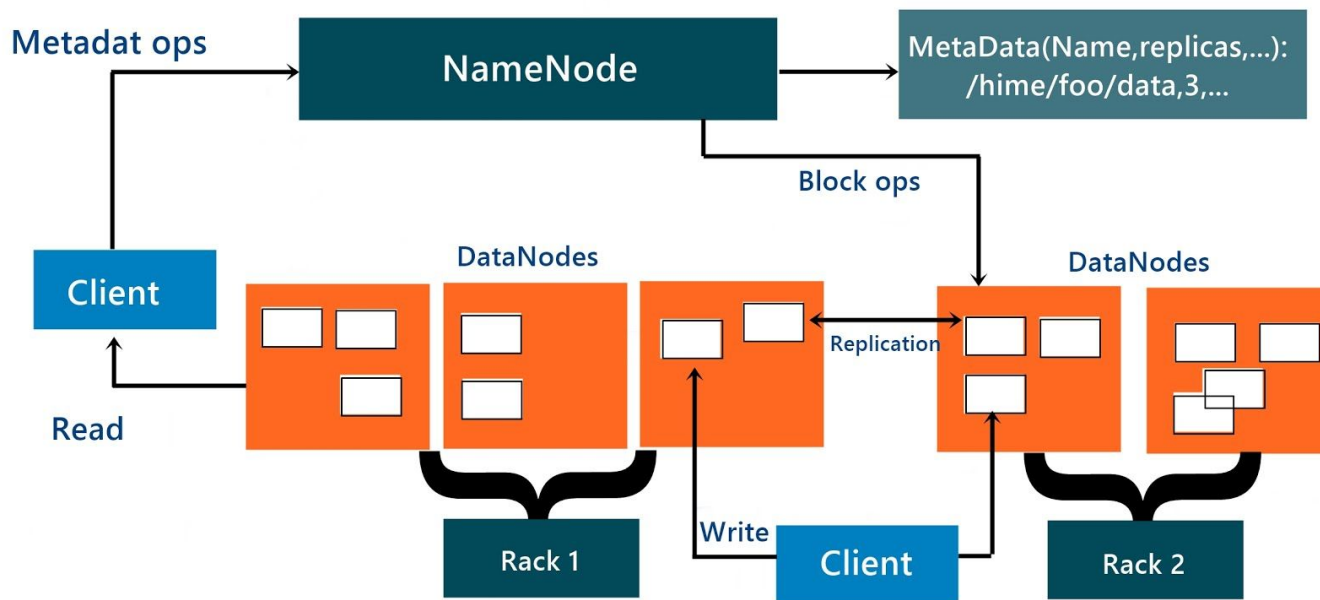 Metadat ops
NameNode
MetaData(Name,replicas,...):
/hime/foo/data,3,...
Block ops
Client
DataNodes
DataNodes
Replication
Read
Write
Rack 1
Client
Rack 2